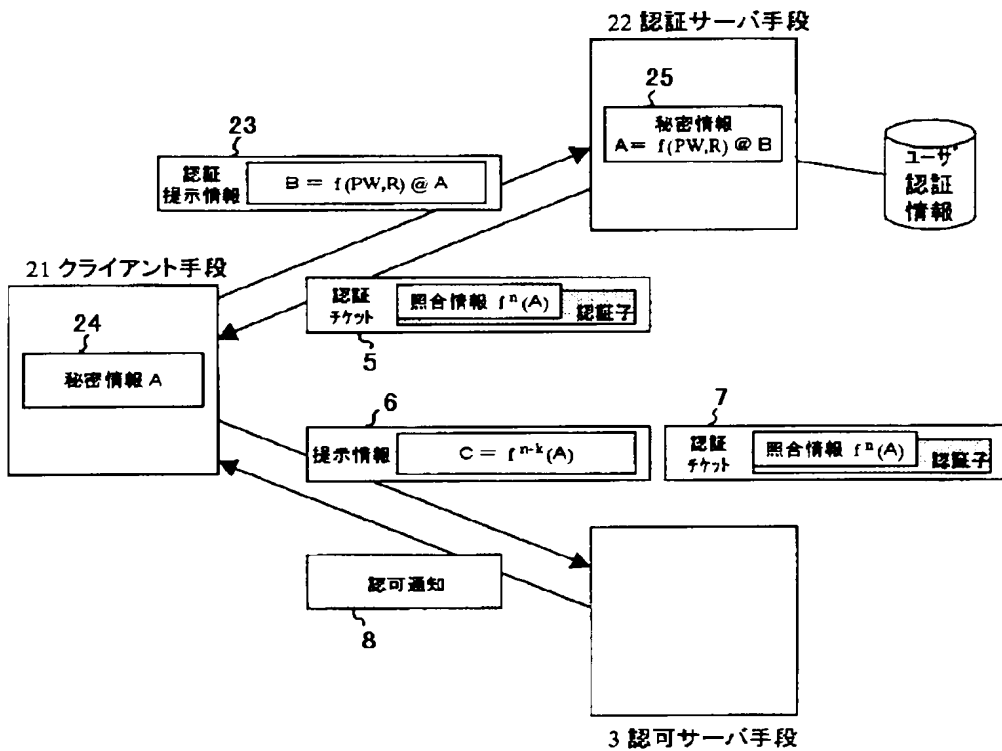 22 認証サーバ手段
25
秘密情報
A= f(PW,R)@B
ユーザ
認証
情報
23
認証
提示情報
B = f(PW,R)@A
21 クライアント手段
24
秘密情報 A
認証
チケット
照合情報 fⁿ(A)
認証子
5
6
提示情報
C = fⁿ⁻ᵏ(A)
7
認証
チケット
照合情報 fⁿ(A)
認証子
認可通知
8
3 認可サーバ手段